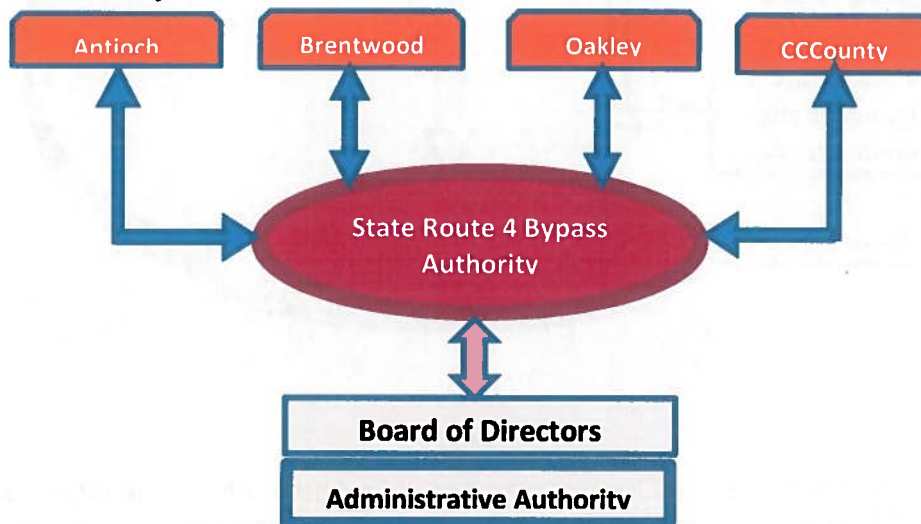 Antioch
Brentwood
Oakley
CCCounty
State Route 4 Bypass
Authority
Board of Directors
Administrative Authority